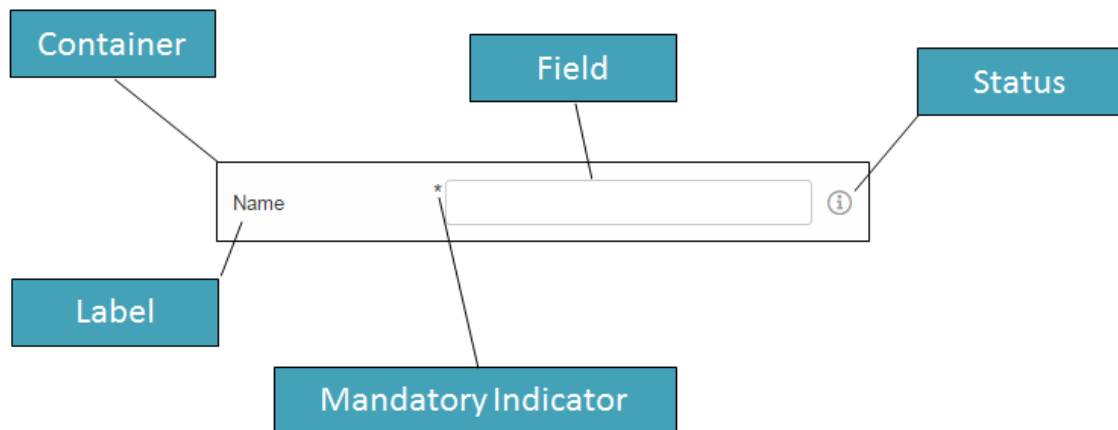 Container
Field
Status
Name
*
Label
Mandatory Indicator